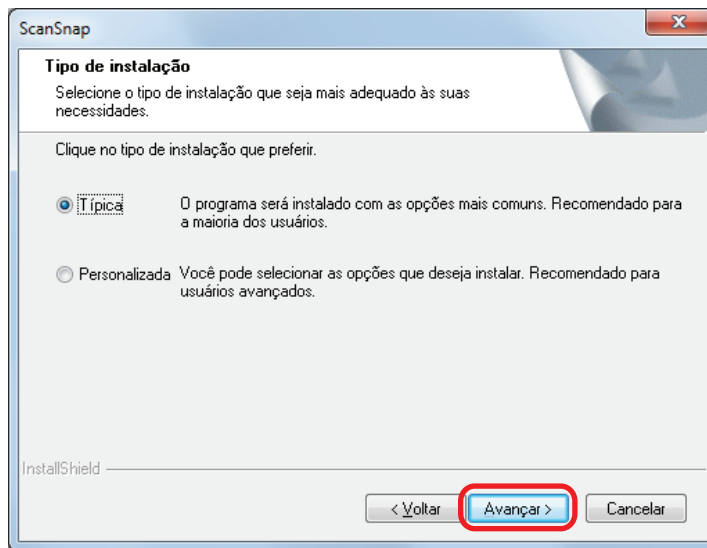 ScanSnap
Tipo de instalação
Selecione o tipo de instalação que seja mais adequado às suas
necessidades.
Clique no tipo de instalação que preferir.
Típica
O programa será instalado com as opções mais comuns. Recomendado para
a maioria dos usuários.
Personalizada
Você pode selecionar as opções que deseja instalar. Recomendado para
usuários avançados.
InstallShield
< Voltar
Avançar >
Cancelar